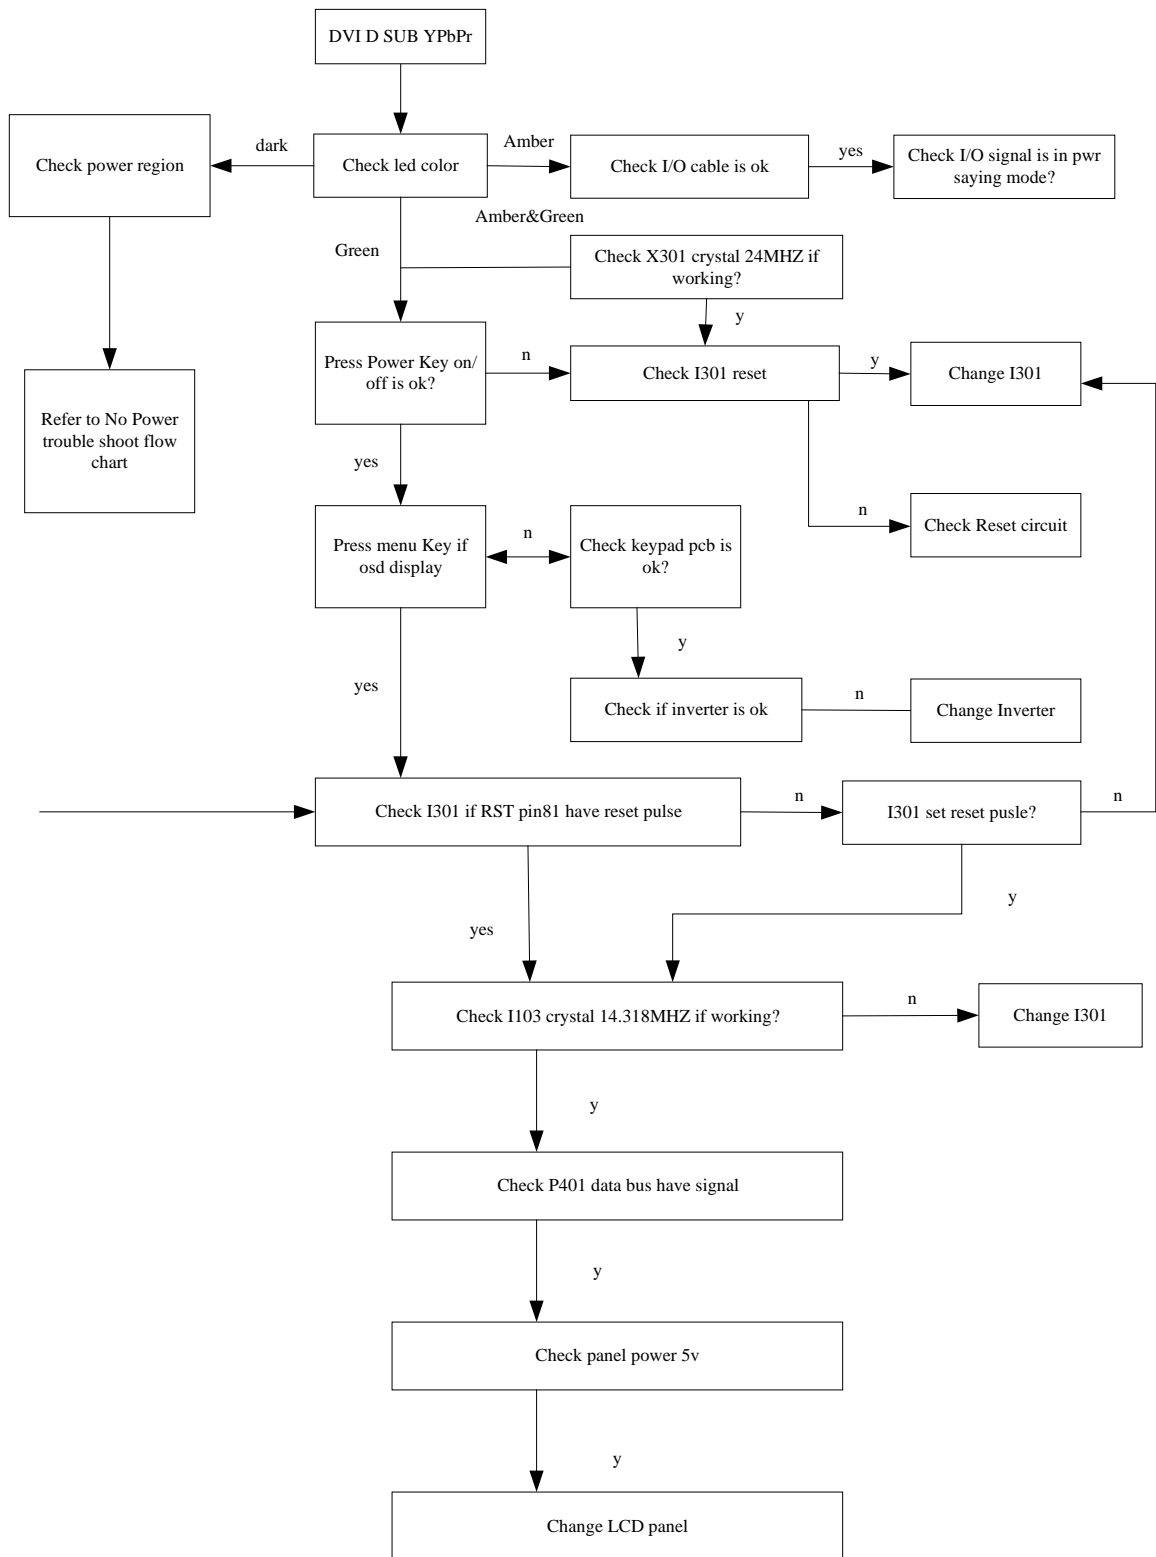 DVI D SUB YPbPr
dark
Amber
Check power region
Check led color
Check I/O cable is ok
yes
Check I/O signal is in pwr
saying mode?
Amber&Green
Green
Check X301 crystal 24MHZ if
working?
y
Press Power Key on/
off is ok?
n
Check I301 reset
y
Change I301
Refer to No Power
trouble shoot flow
chart
yes
n
Check Reset circuit
Press menu Key if
osd display
n
Check keypad pcb is
ok?
y
yes
Check if inverter is ok
n
Change Inverter
Check I301 if RST pin81 have reset pulse
n
I301 set reset pusle?
n
y
yes
Check I103 crystal 14.318MHZ if working?
n
Change I301
y
Check P401 data bus have signal
y
Check panel power 5v
y
Change LCD panel